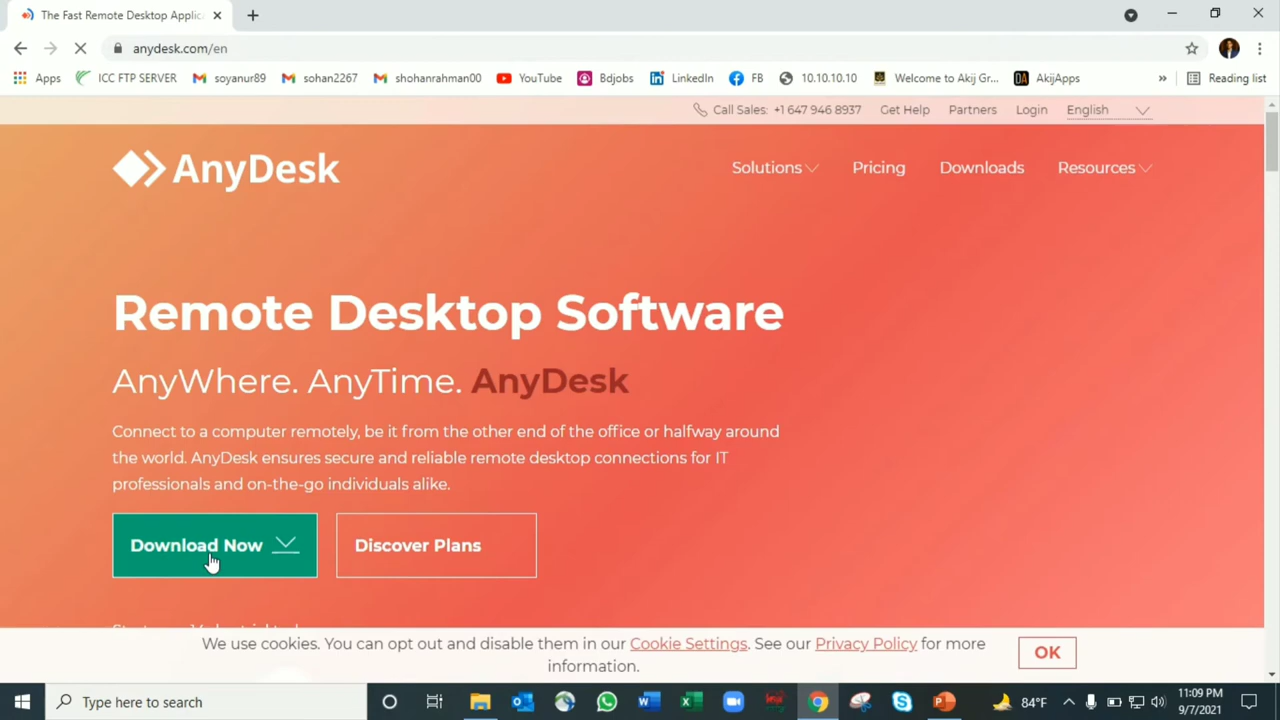 The Fast Remote Desktop Applic
anydesk.com/en
Apps ICC FTP SERVER soyanur89 sohan2267 shohanrahman00 YouTube Bdjobs LinkedIn FB 10.10.10.10 Welcome to Akij Gr... AkijApps » Reading list
Call Sales: +1 647 946 8937 Get Help Partners Login English
AnyDesk Solutions Pricing Downloads Resources
Remote Desktop Software
AnyWhere. AnyTime. AnyDesk
Connect to a computer remotely, be it from the other end of the office or halfway around
the world. AnyDesk ensures secure and reliable remote desktop connections for IT
professionals and on-the-go individuals alike.
Download Now Discover Plans
We use cookies. You can opt out and disable them in our Cookie Settings. See our Privacy Policy for more
information.
OK
Type here to search 84°F 11:09 PM
9/7/2021